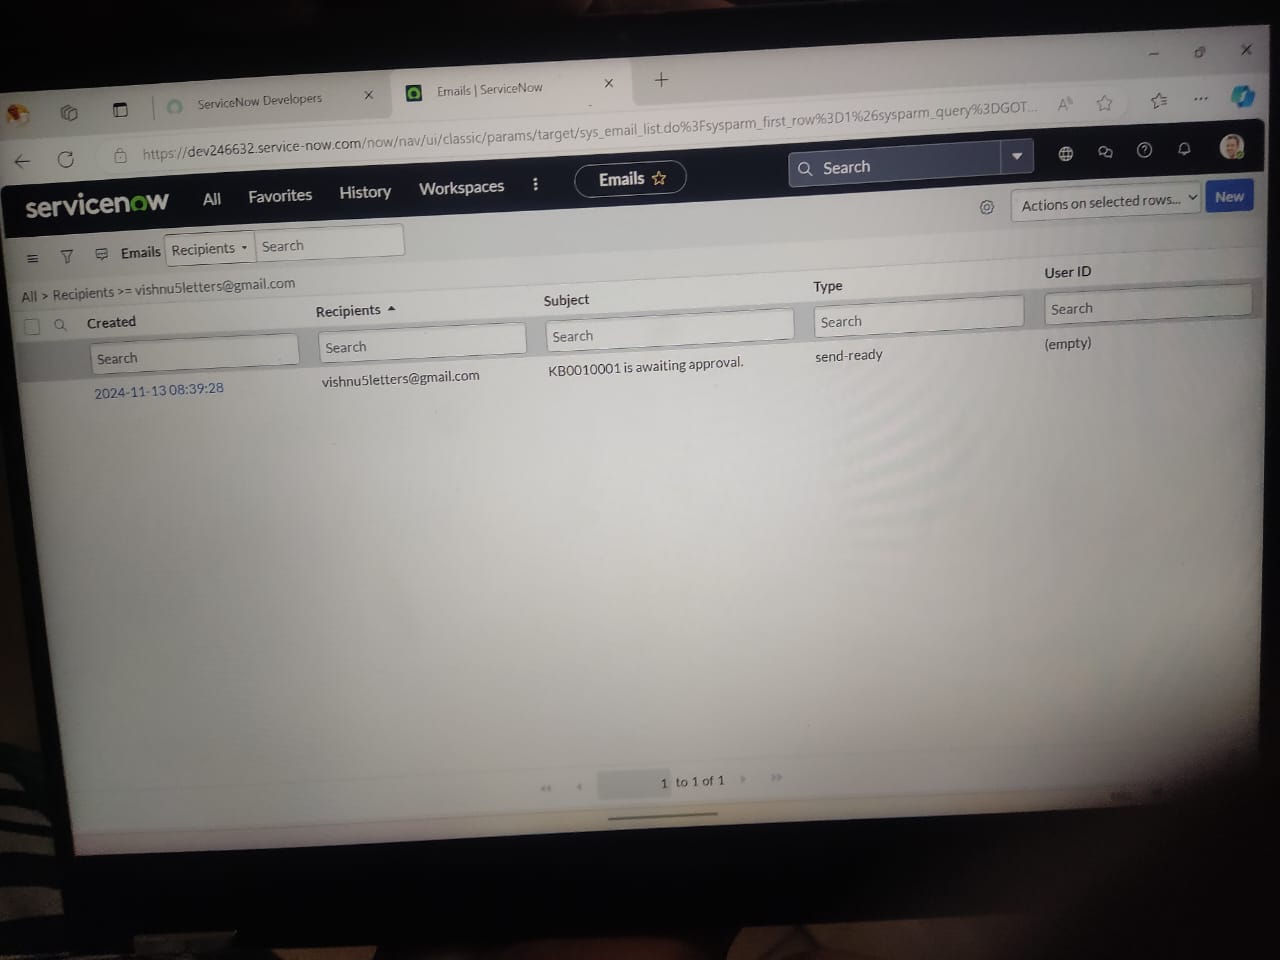 ServiceNow Developers
Emails | ServiceNow
https://dev246632.service-now.com/now/nav/ui/classic/params/target/sys_email_list.do%3Fsysparm_first_row%3D1%26sysparm_query%3DGOT...
servicenow All Favorites History Workspaces Emails Search
Emails Recipients Search Actions on selected rows... New
All > Recipients >= vishnu5letters@gmail.com
Created Recipients Subject Type User ID
Search Search Search Search Search
2024-11-13 08:39:28 vishnu5letters@gmail.com KB0010001 is awaiting approval. send-ready (empty)
1 to 1 of 1